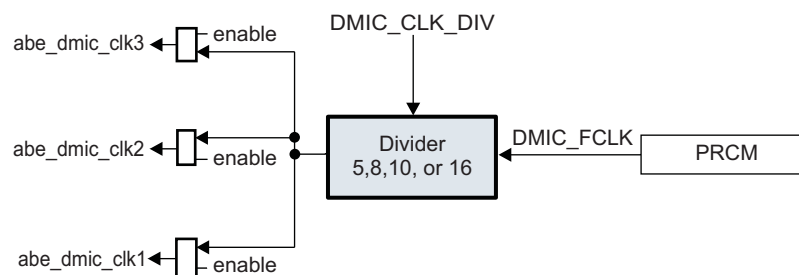 DMIC_CLK_DIV
enable
abe_dmic_clk3
Divider
5,8,10, or 16
DMIC_FCLK
PRCM
abe_dmic_clk2
enable
abe_dmic_clk1
enable